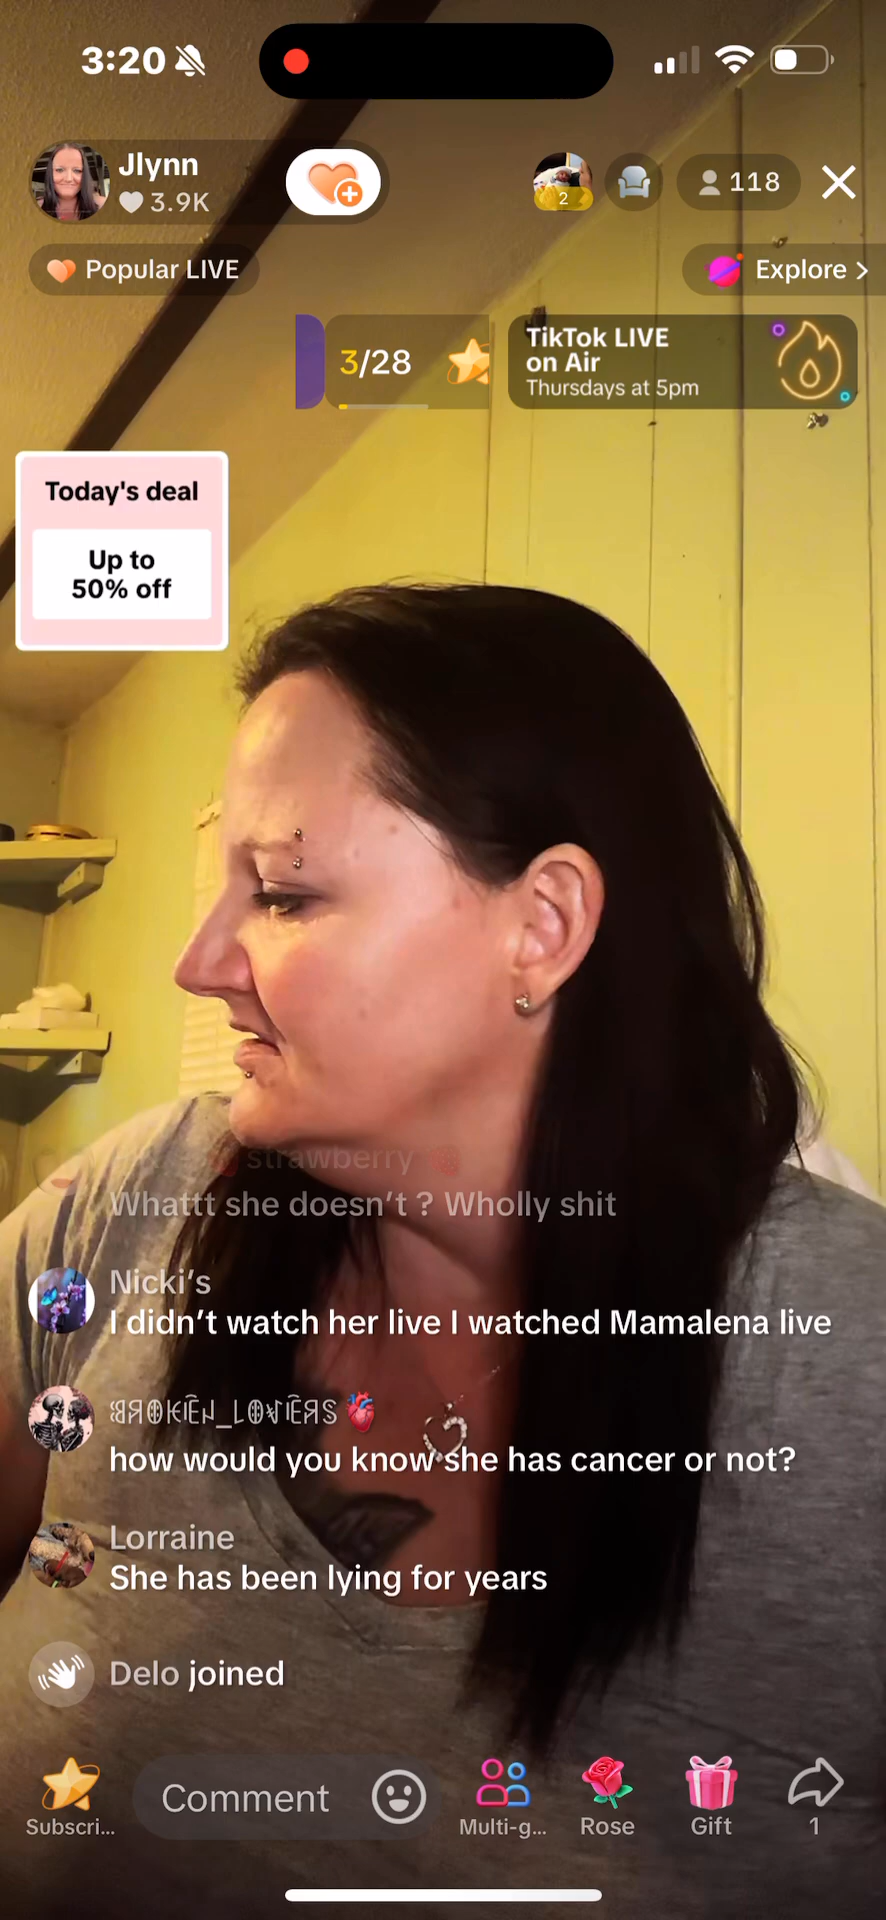 3:20
Jlynn
3.9K
2
118
Popular LIVE
Explore >
3/28
TikTok LIVE
on Air
Thursdays at 5pm
Today's deal
Up to
50% off
strawberry
Whattt she doesn't ? Wholly shit
Nicki's
I didn't watch her live I watched Mamalena live
how would you know she has cancer or not?
Lorraine
She has been lying for years
Delo joined
Subscri...
Comment
Multi-g...
Rose
Gift
1